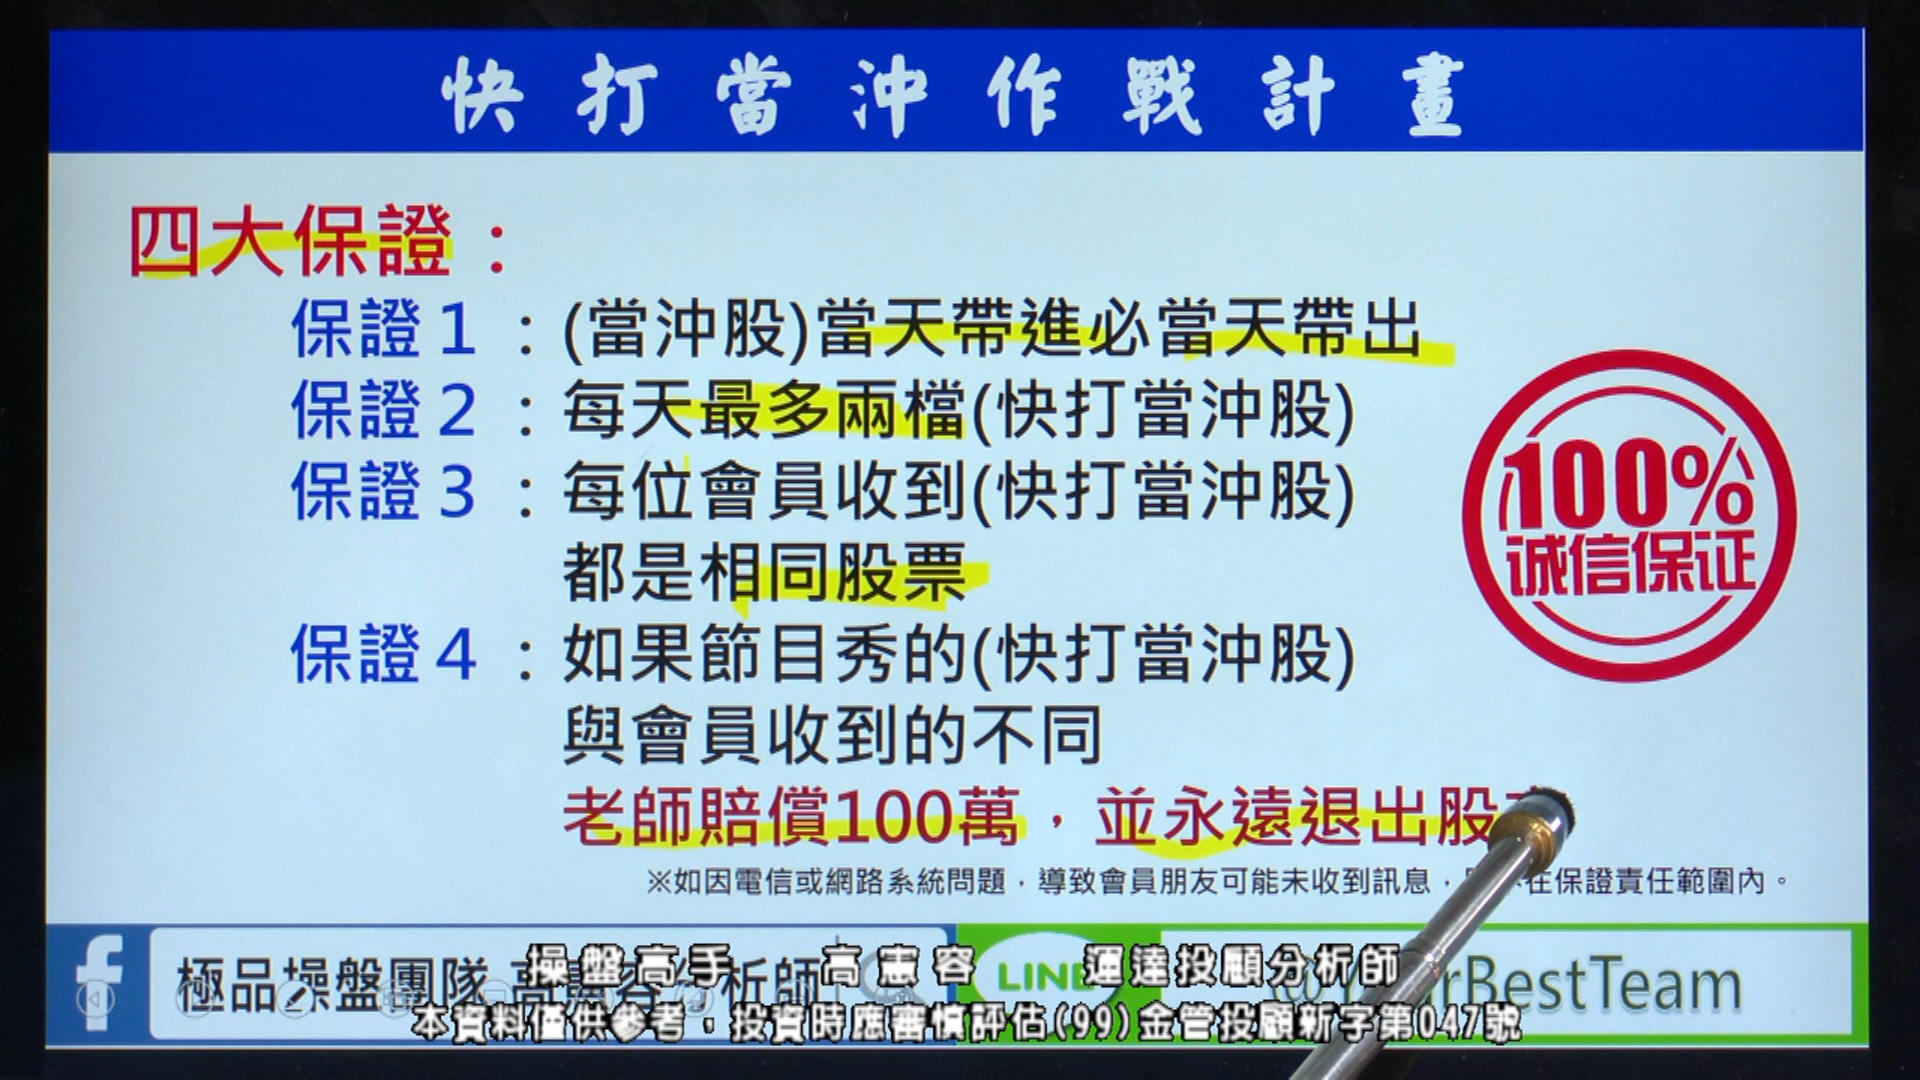 快打當沖作戰計畫
四大保證：
保證1：(當沖股)當天帶進必當天帶出
保證2：每天最多兩檔(快打當沖股)
保證3：每位會員收到(快打當沖股)
都是相同股票
保證4：如果節目秀的(快打當沖股)
與會員收到的不同
老師賠償100萬，並永遠退出股
100%
诚信保证
※如因電信或網路系統問題，導致會員朋友可能未收到訊息，在保證責任範圍內。
極品操盤團隊 析師
LINE
BestTeam
操盤高手 高憲容 運達投顧分析師
本資料僅供參考，投資時應審慎評估(99)金管投顧新字第047號